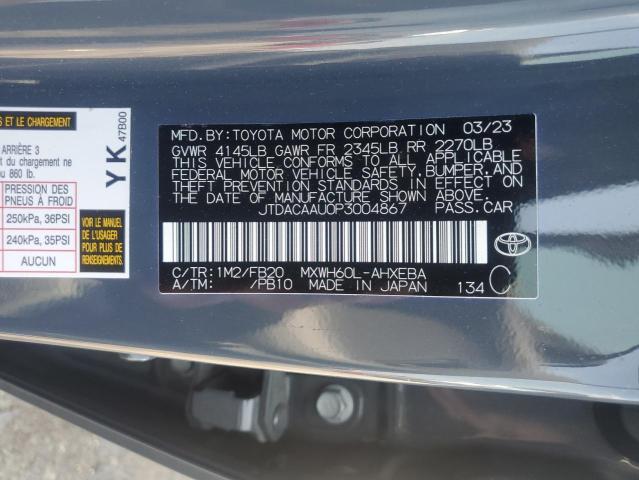 S ET LE CHARGEMENT
ARRIÈRE 3
t du chargement ne
u 860 lb.
YK 47B00
PRESSION DES
PNEUS À FROID
250kPa, 36PSI
240kPa, 35PSI
AUCUN
VOIR LE MANUEL
DE L'USAGER
POUR PLUS DE
RENSEIGNEMENTS
MFD.BY:TOYOTA MOTOR CORPORATION 03/23
GVWR 4145LB GAWR FR 2345LB RR 2270LB
THIS VEHICLE CONFORMS TO ALL APPLICABLE
FEDERAL MOTOR VEHICLE SAFETY,BUMPER,AND
THEFT PREVENTION STANDARDS IN EFFECT ON
THE DATE OF MANUFACTURE SHOWN ABOVE.
JTDACAAU0P3004867 PASS.CAR
C/TR:1M2/FB20 MXWH60L-AHXEBA
A/TM: /PB10 MADE IN JAPAN 134 C
TOYOTA